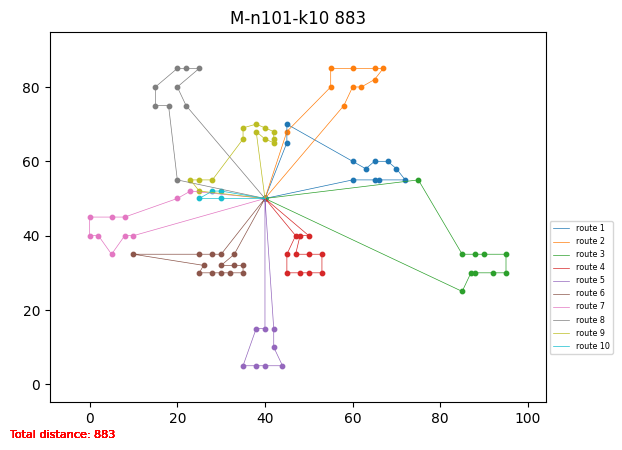 M-n101-k10 883
80
60
40
20
0
0 20 40 60 80 100
route 1
route 2
route 3
route 4
route 5
route 6
route 7
route 8
route 9
route 10
Total distance: 883